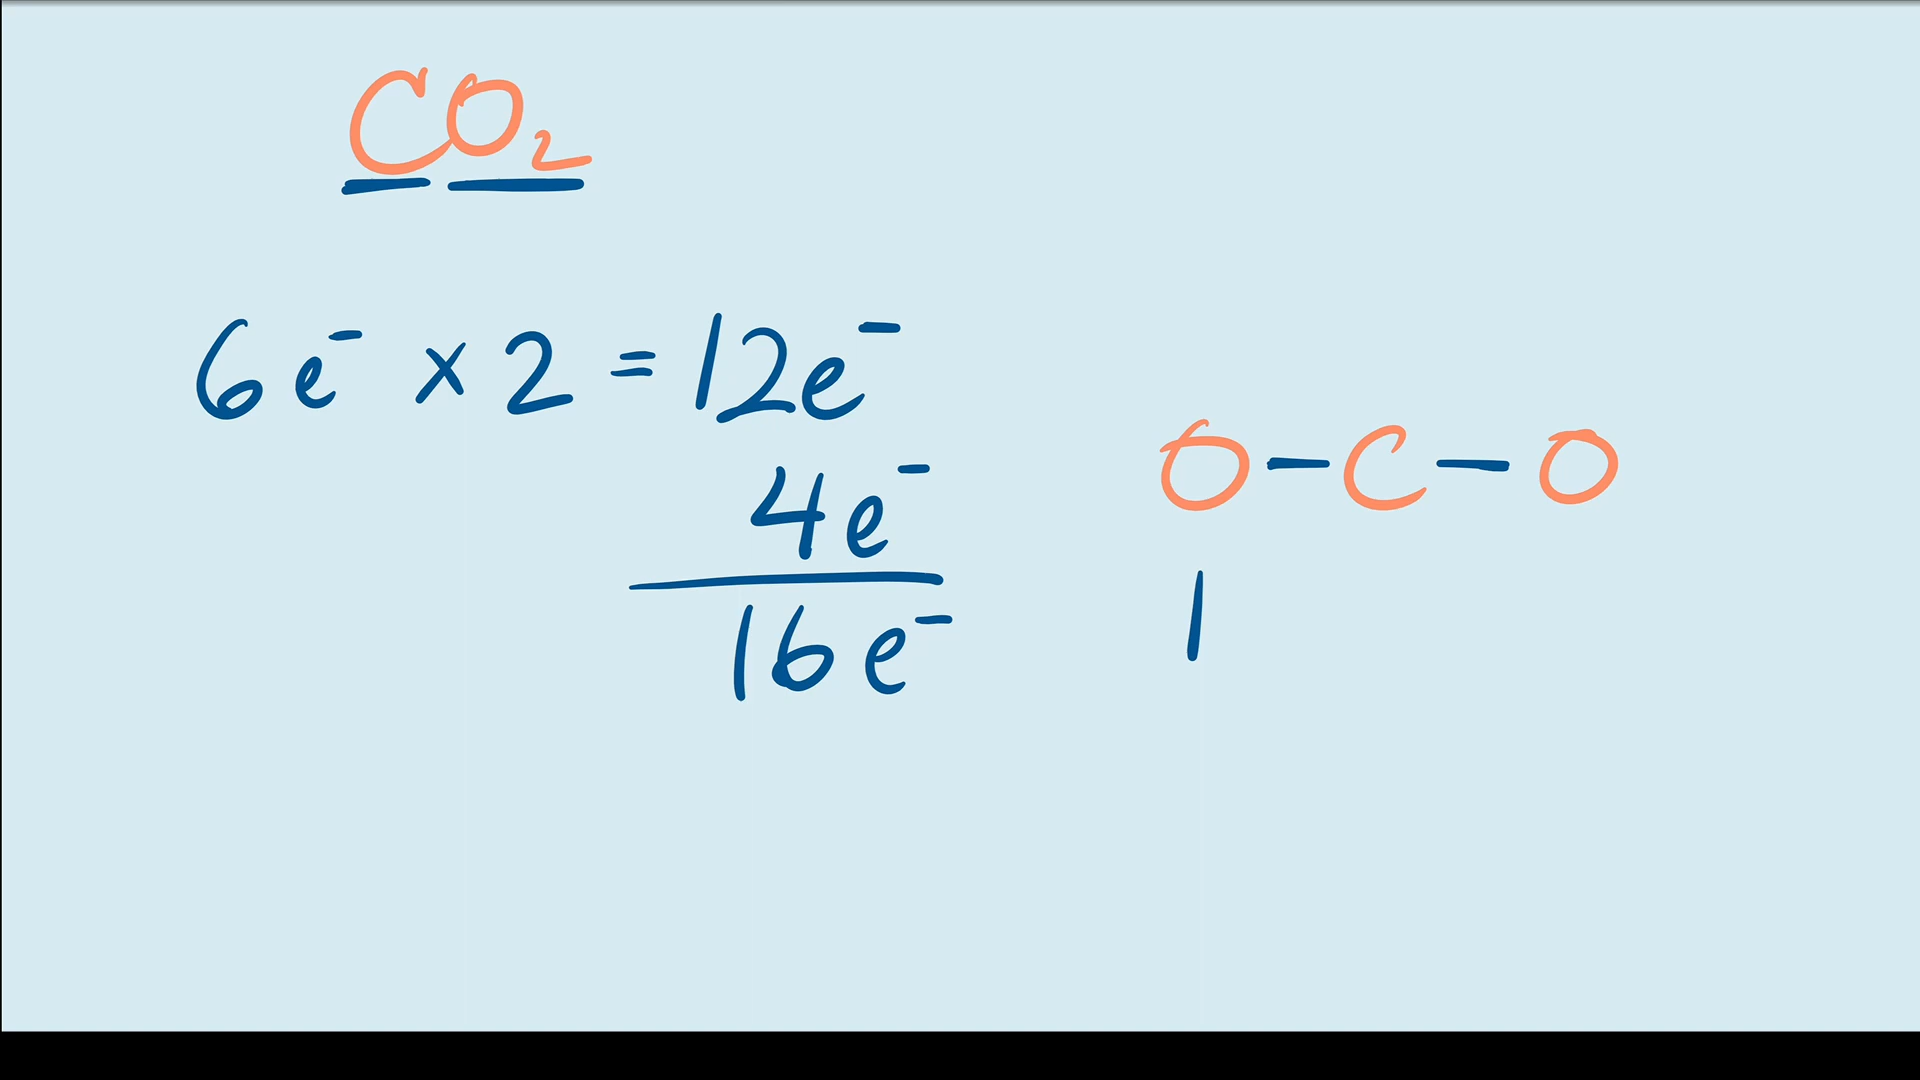 CO₂
6e⁻ × 2 = 12e⁻
4e⁻
16e⁻
O–C–O
1